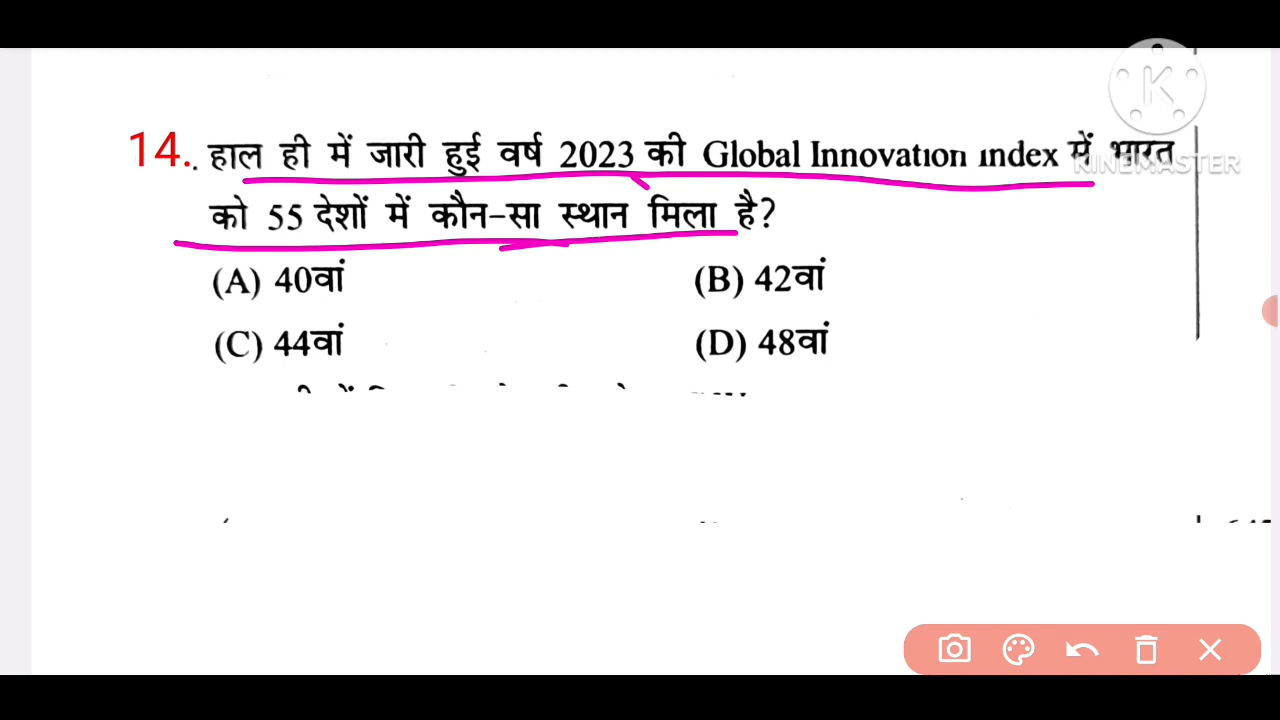 14. हाल ही में जारी हुई वर्ष 2023 की Global Innovation index में भारत
को 55 देशों में कौन-सा स्थान मिला है?
(A) 40वां (B) 42वां
(C) 44वां (D) 48वां
KINEMASTER